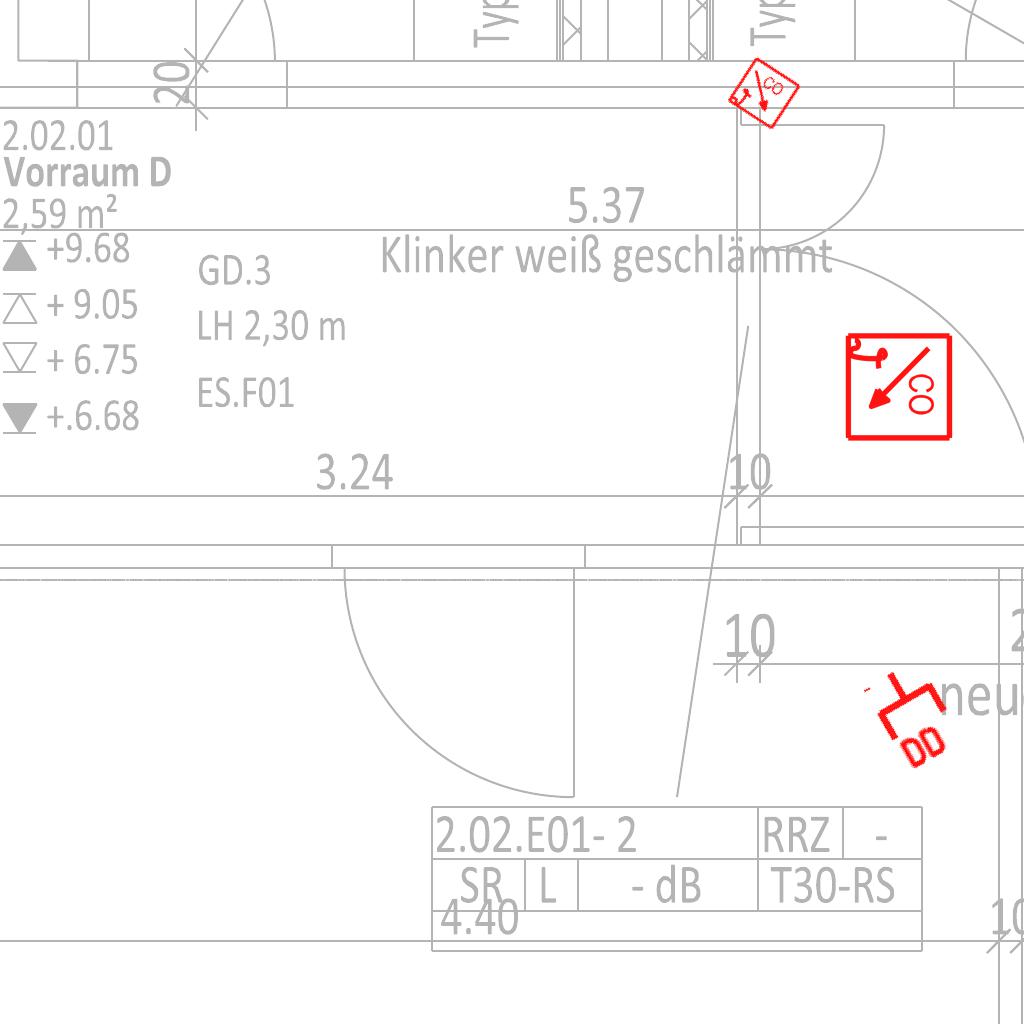 Typ
Typ
20
CO
2.02.01
Vorraum D
2,59 m²
+9.68
+ 9.05
+ 6.75
+.6.68
GD.3
LH 2,30 m
ES.F01
5.37
Klinker weiß geschlämmt
CO
3.24
10
10
2
neu
DD
2.02.E01- 2
RRZ
-
SR
L
- dB
T30-RS
4.40
10